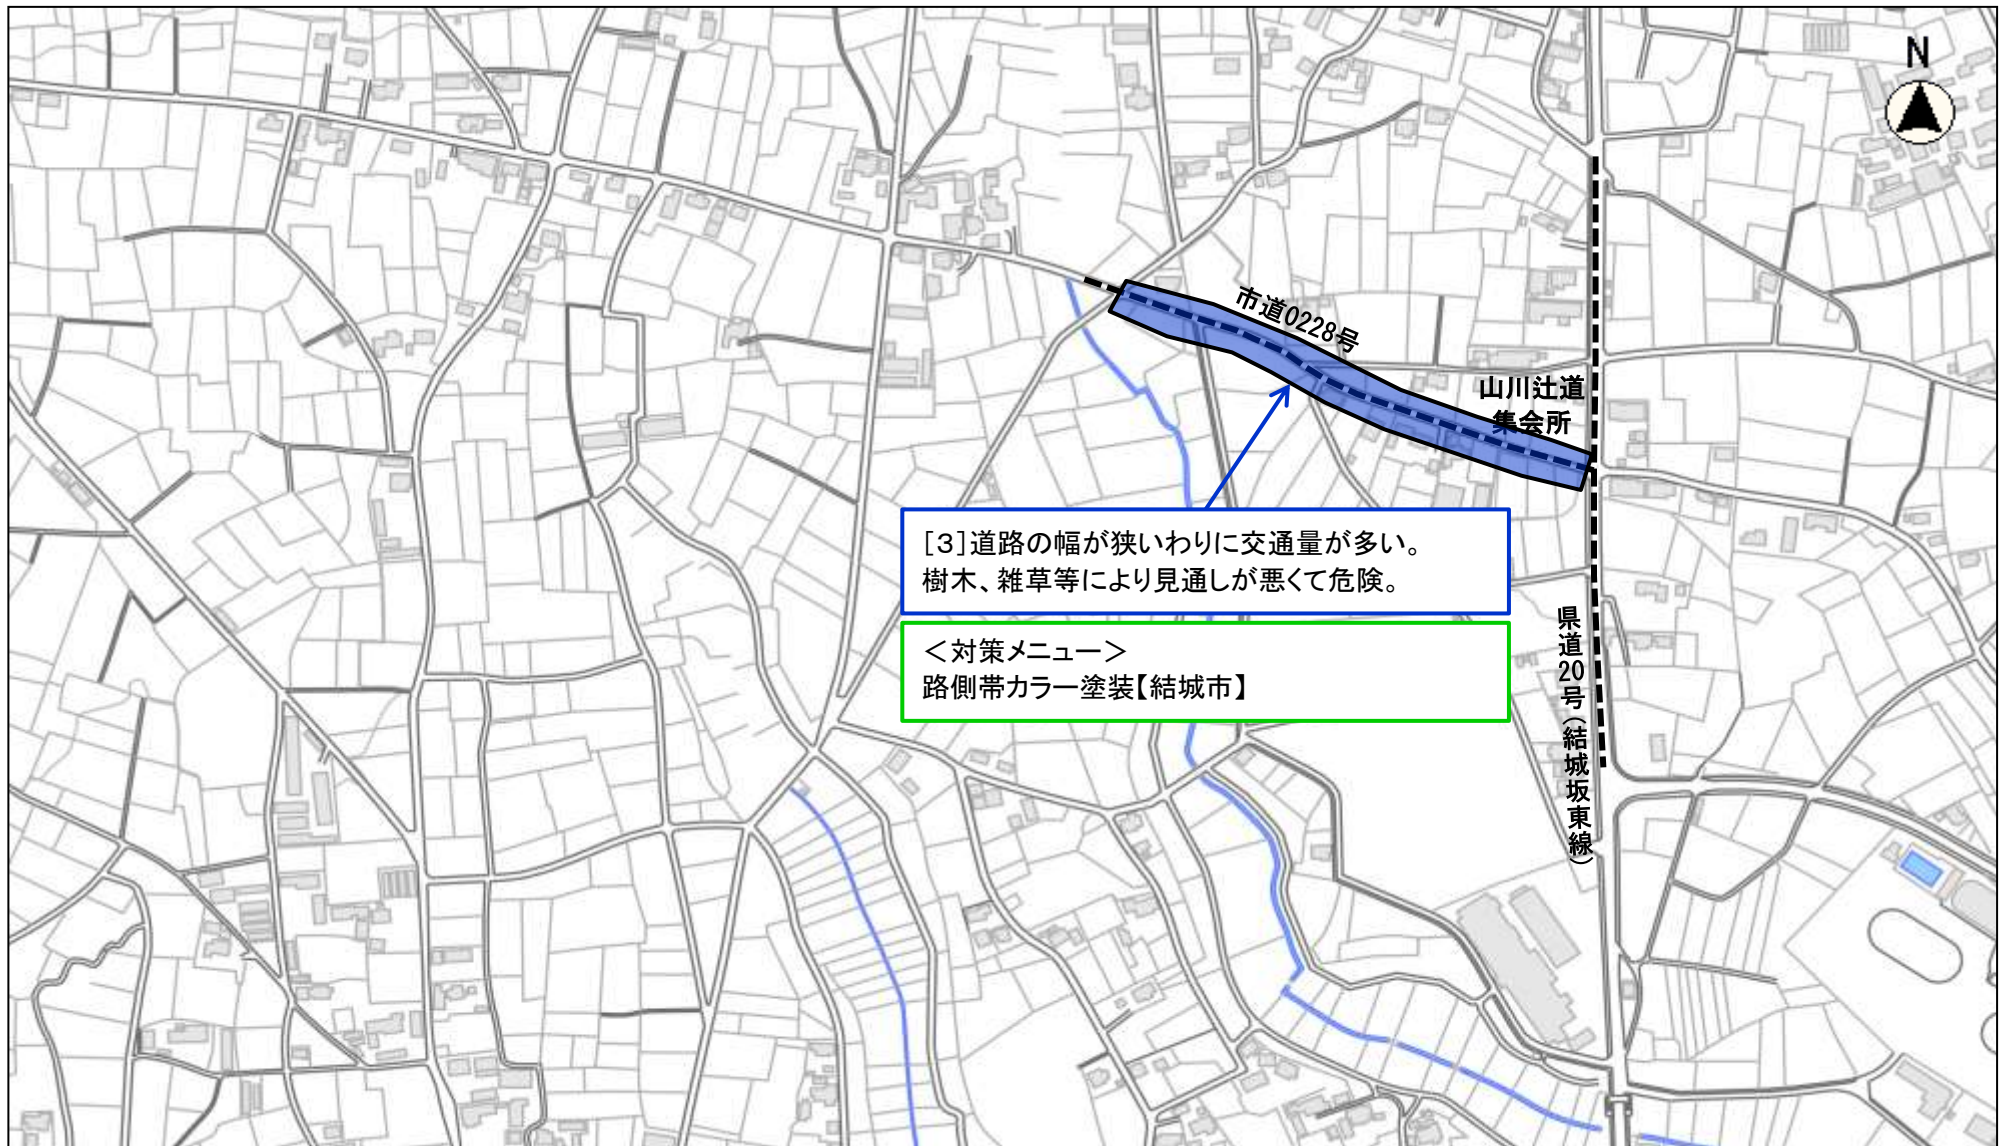 N
市道0228号
山川辻道
集会所
[3]道路の幅が狭いわりに交通量が多い。
樹木、雑草等により見通しが悪くて危険。
＜対策メニュー＞
路側帯カラー塗装【結城市】
県道20号（結城坂東線）